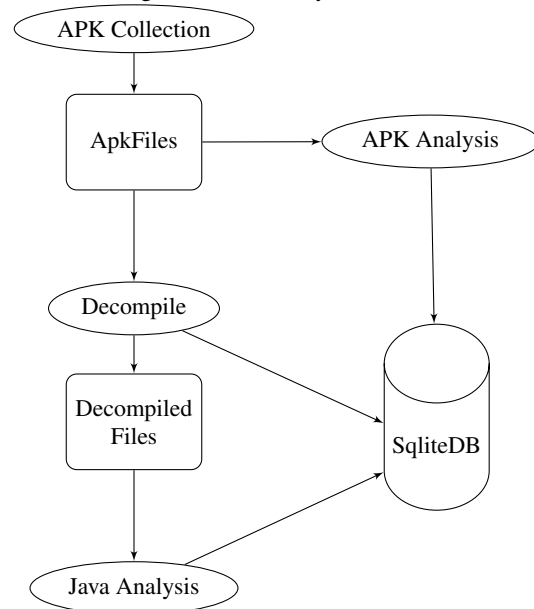 APK Collection
ApkFiles
APK Analysis
Decompile
Decompiled
Files
SqliteDB
Java Analysis